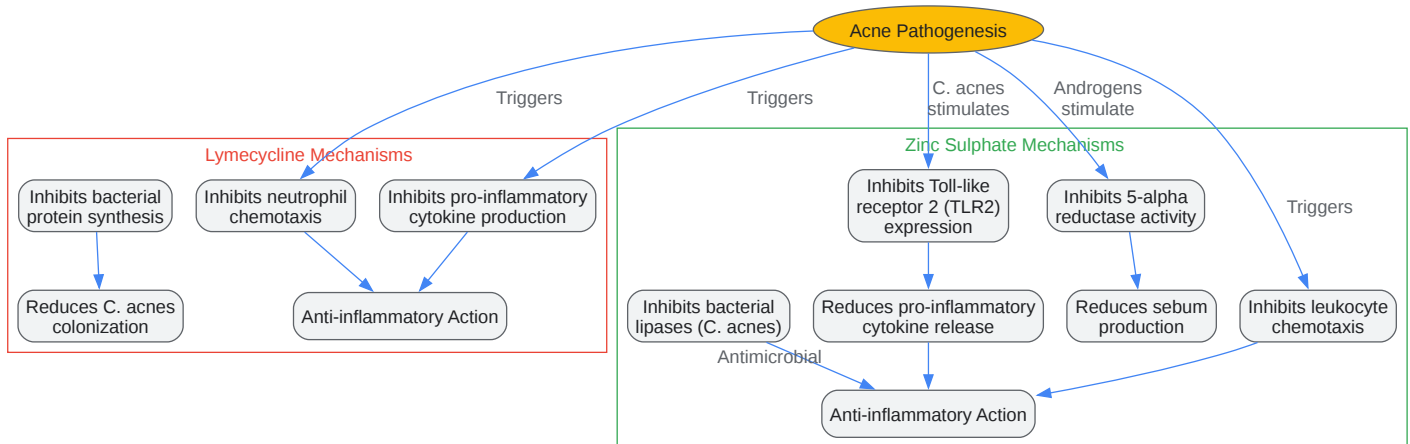 Acne Pathogenesis
Triggers
Triggers
C. acnes
stimulates
Androgens
stimulate
Triggers
Lymecycline Mechanisms
Inhibits bacterial
protein synthesis
Inhibits neutrophil
chemotaxis
Inhibits pro-inflammatory
cytokine production
Reduces C. acnes
colonization
Anti-inflammatory Action
Zinc Sulphate Mechanisms
Inhibits Toll-like
receptor 2 (TLR2)
expression
Inhibits 5-alpha
reductase activity
Inhibits bacterial
lipases (C. acnes)
Reduces pro-inflammatory
cytokine release
Reduces sebum
production
Inhibits leukocyte
chemotaxis
Antimicrobial
Anti-inflammatory Action